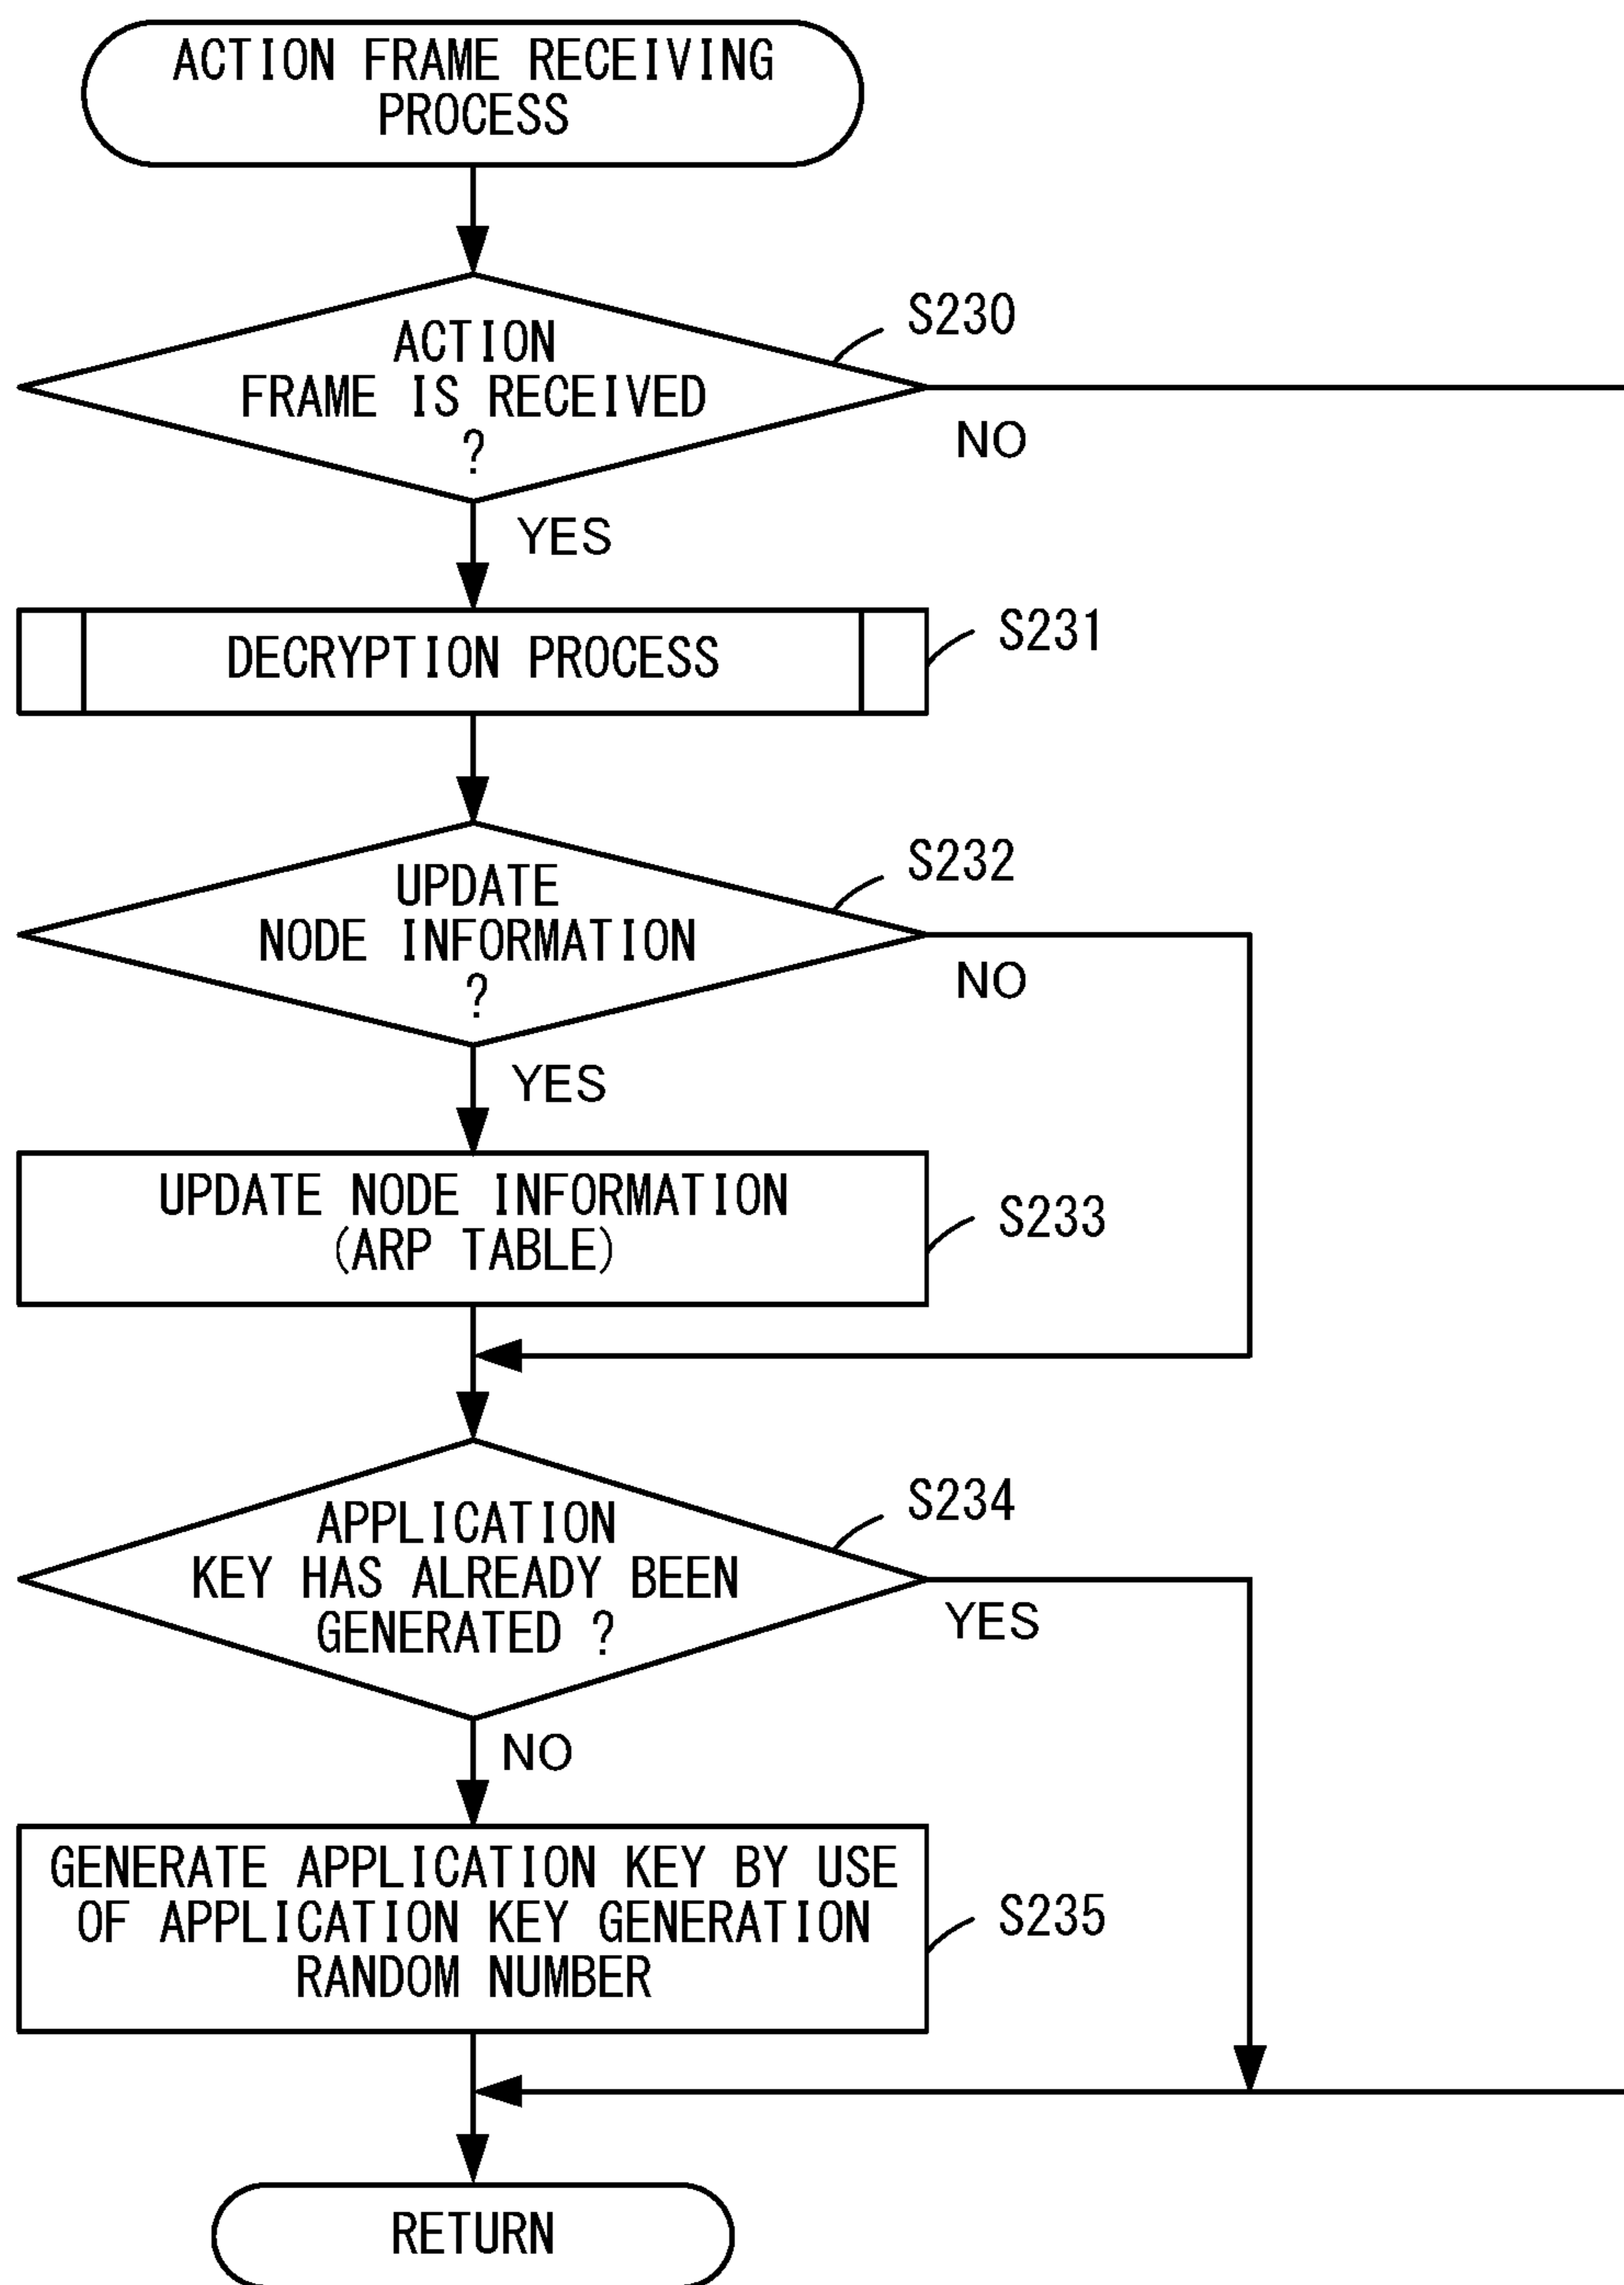 ACTION FRAME RECEIVING
PROCESS
S230
ACTION
FRAME IS RECEIVED
?
NO
YES
S231
DECRYPTION PROCESS
S232
UPDATE
NODE INFORMATION
?
NO
YES
UPDATE NODE INFORMATION
(ARP TABLE)
S233
S234
APPLICATION
KEY HAS ALREADY BEEN
GENERATED ?
YES
NO
GENERATE APPLICATION KEY BY USE
OF APPLICATION KEY GENERATION
RANDOM NUMBER
S235
RETURN